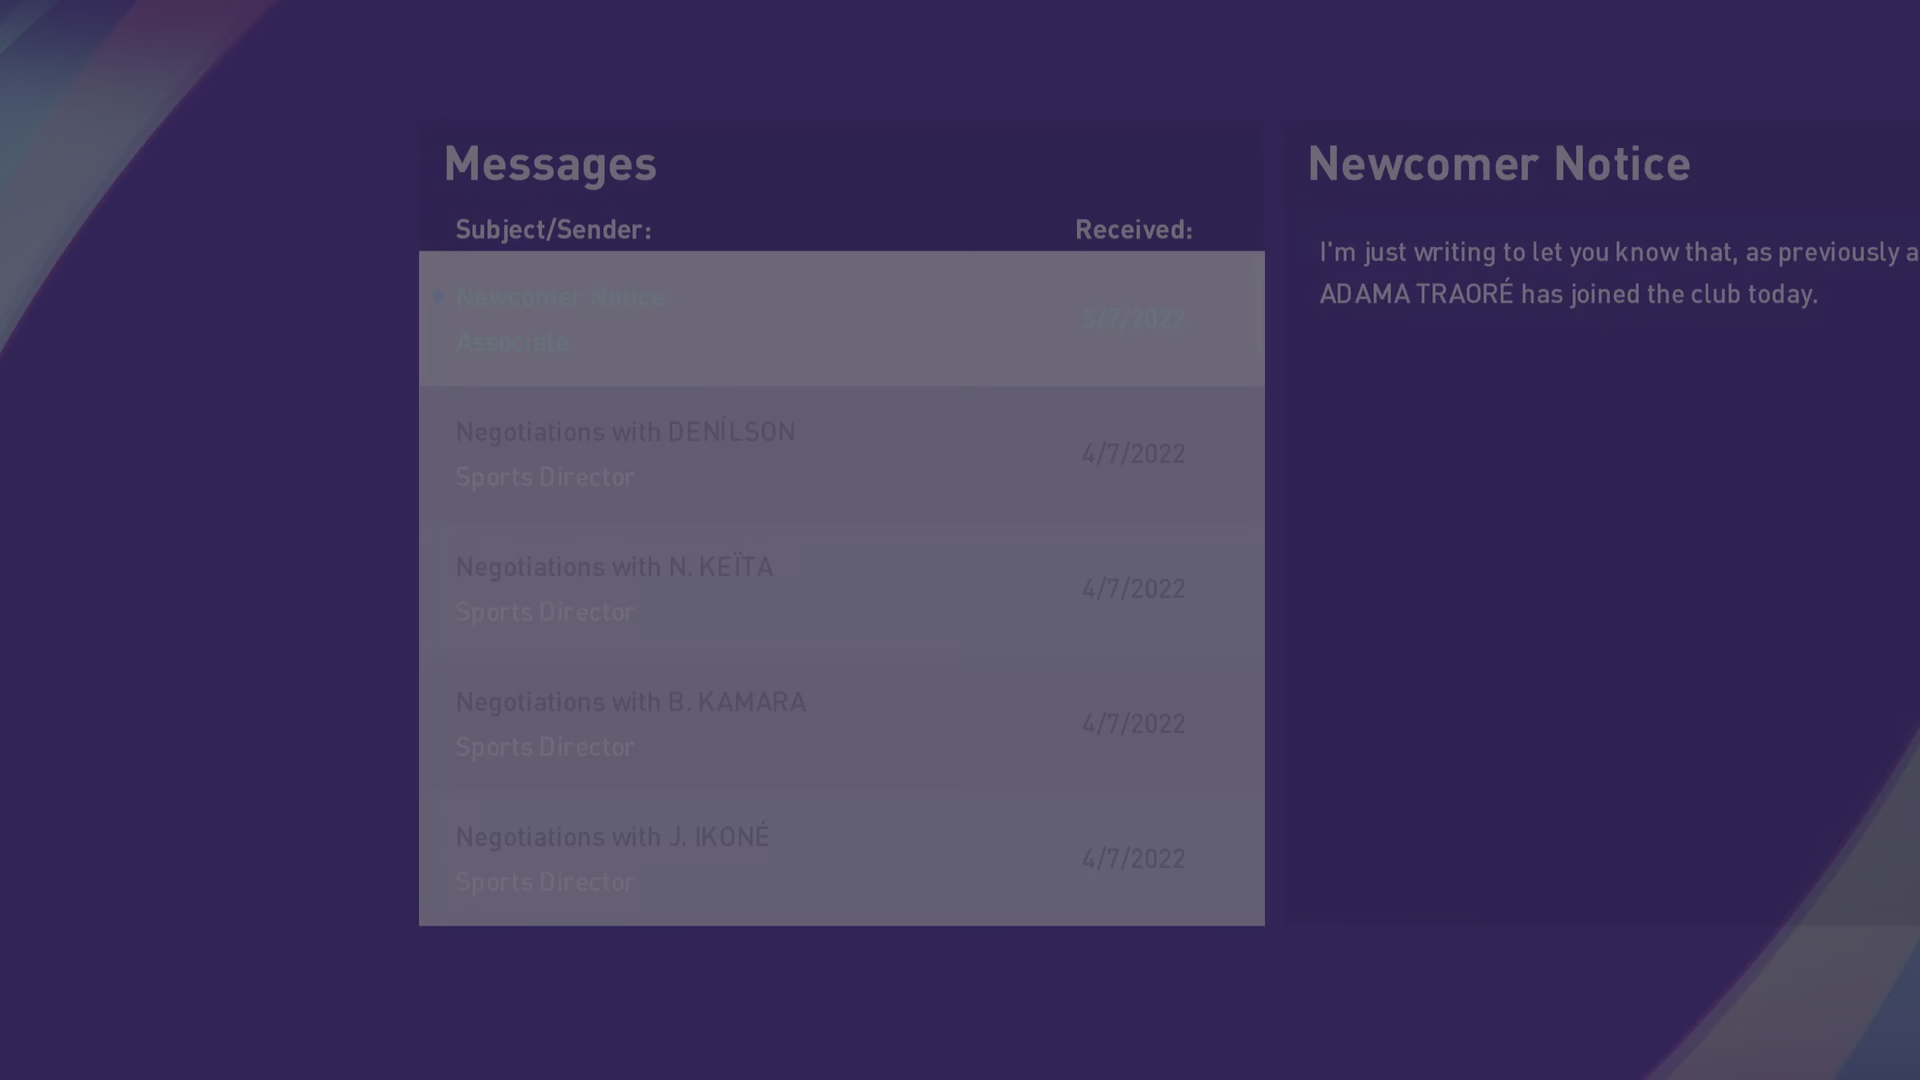 Messages
Subject/Sender: Received:
Newcomer Notice
Associate
5/7/2022
Negotiations with DENÍLSON
Sports Director
4/7/2022
Negotiations with N. KEÏTA
Sports Director
4/7/2022
Negotiations with B. KAMARA
Sports Director
4/7/2022
Negotiations with J. IKONÉ
Sports Director
4/7/2022
Newcomer Notice
I'm just writing to let you know that, as previously a
ADAMA TRAORÉ has joined the club today.